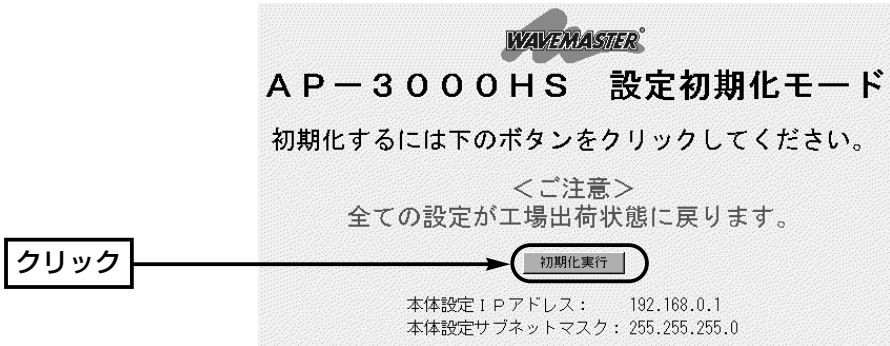 WAVEMASTER®
ＡＰ－３０００ＨＳ　設定初期化モード
初期化するには下のボタンをクリックしてください。
＜ご注意＞
全ての設定が工場出荷状態に戻ります。
クリック
初期化実行
本体設定ＩＰアドレス： 192.168.0.1
本体設定サブネットマスク： 255.255.255.0